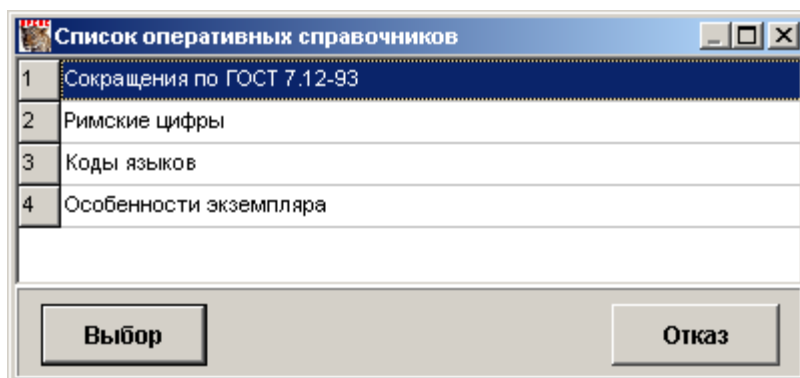 Список оперативных справочников
1 Сокращения по ГОСТ 7.12-93
2 Римские цифры
3 Коды языков
4 Особенности экземпляра
Выбор Отказ